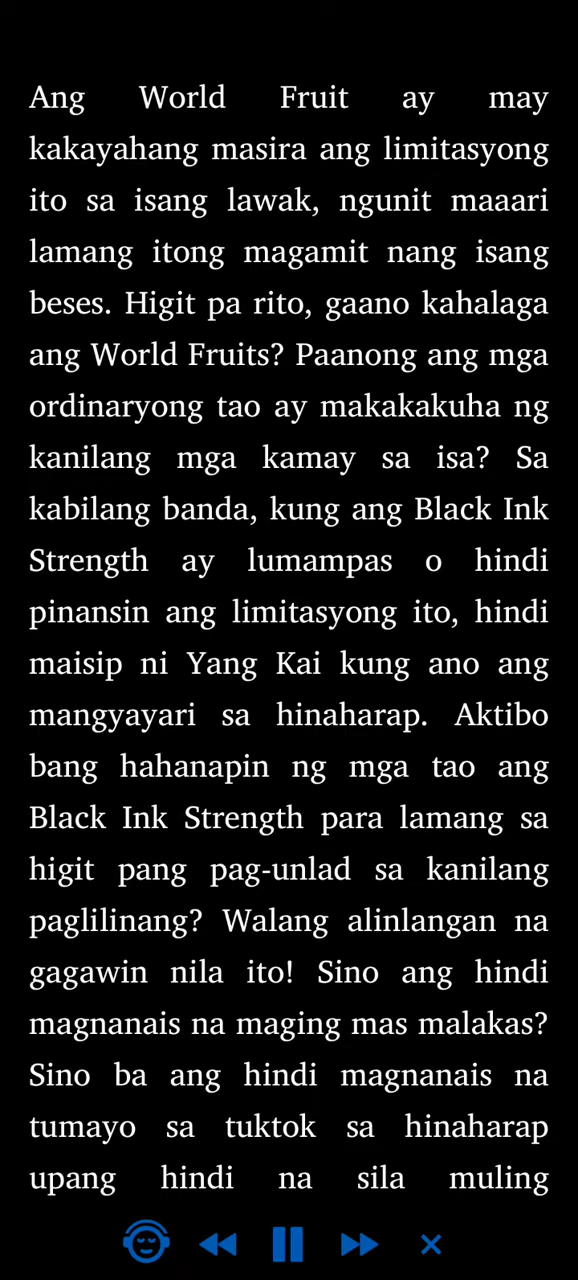 Ang World Fruit ay may
kakayahang masira ang limitasyong
ito sa isang lawak, ngunit maaari
lamang itong magamit nang isang
beses. Higit pa rito, gaano kahalaga
ang World Fruits? Paanong ang mga
ordinaryong tao ay makakakuha ng
kanilang mga kamay sa isa? Sa
kabilang banda, kung ang Black Ink
Strength ay lumampas o hindi
pinansin ang limitasyong ito, hindi
maisip ni Yang Kai kung ano ang
mangyayari sa hinaharap. Aktibo
bang hahanapin ng mga tao ang
Black Ink Strength para lamang sa
higit pang pag-unlad sa kanilang
paglilinang? Walang alinlangan na
gagawin nila ito! Sino ang hindi
magnanais na maging mas malakas?
Sino ba ang hindi magnanais na
tumayo sa tuktok sa hinaharap
upang hindi na sila muling